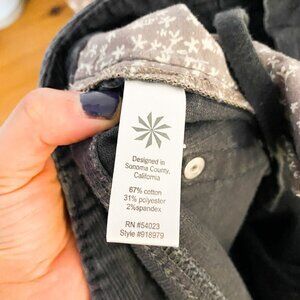 Designed in
Sonoma County,
California
67% cotton
31% polyester
2%spandex
RN #54023
Style #918979